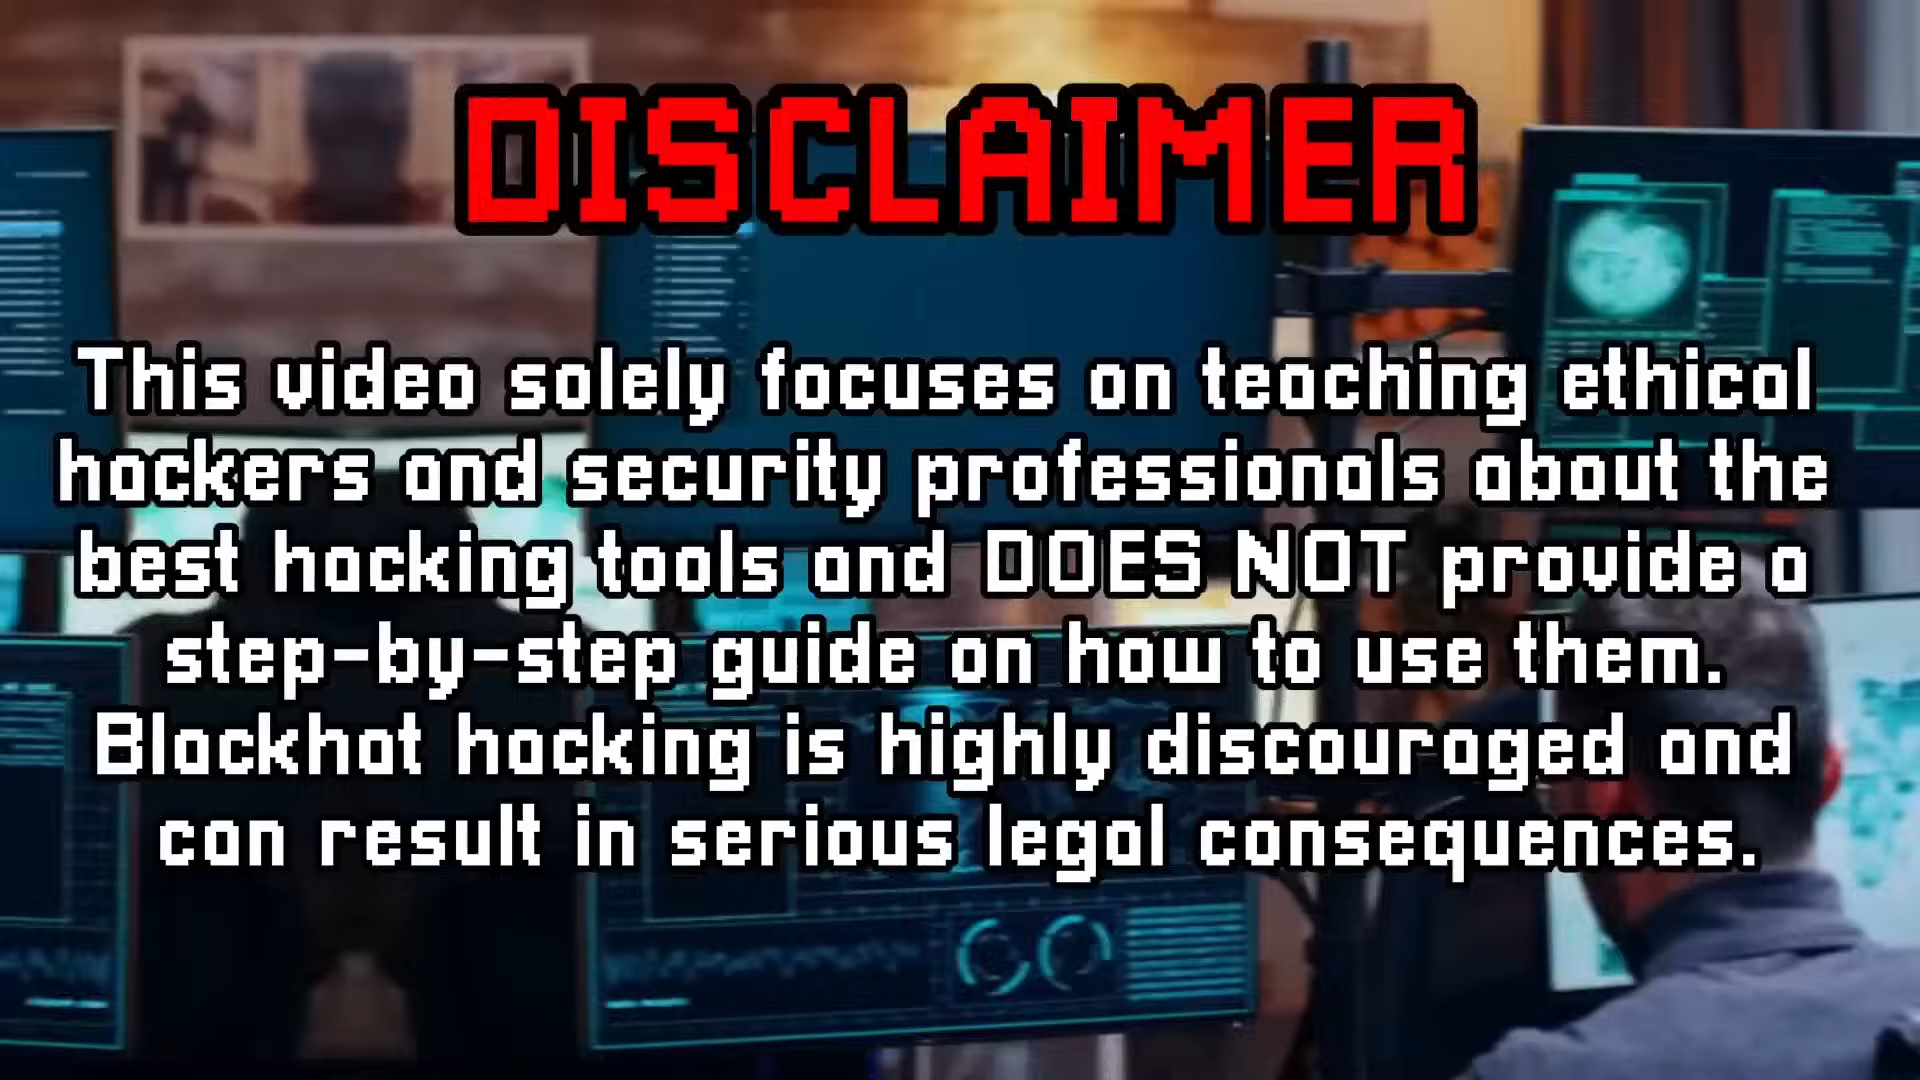 DISCLAIMER
This video solely focuses on teaching ethical
hackers and security professionals about the
best hacking tools and DOES NOT provide a
step-by-step guide on how to use them.
Blackhat hacking is highly discouraged and
can result in serious legal consequences.